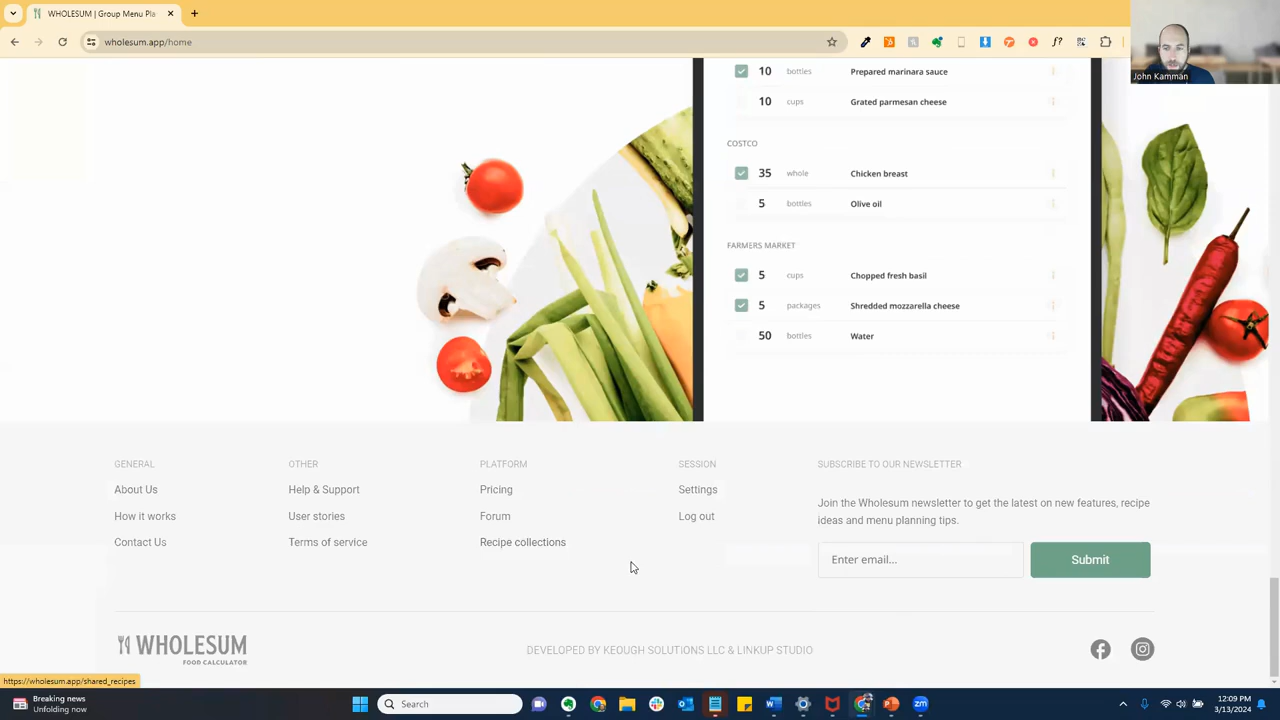 WHOLESUM | Group Menu Pla
wholesum.app/home
John Kamman
10 bottles Prepared marinara sauce
10 cups Grated parmesan cheese
COSTCO
35 whole Chicken breast
5 bottles Olive oil
FARMERS MARKET
5 cups Chopped fresh basil
5 packages Shredded mozzarella cheese
50 bottles Water
GENERAL
About Us
How it works
Contact Us
OTHER
Help & Support
User stories
Terms of service
PLATFORM
Pricing
Forum
Recipe collections
SESSION
Settings
Log out
SUBSCRIBE TO OUR NEWSLETTER
Join the Wholesum newsletter to get the latest on new features, recipe
ideas and menu planning tips.
Enter email...
Submit
WHOLESUM
FOOD CALCULATOR
DEVELOPED BY KEOUGH SOLUTIONS LLC & LINKUP STUDIO
https://wholesum.app/shared_recipes
Maps news
Unfolding now
Search
12:09 PM
3/13/2024